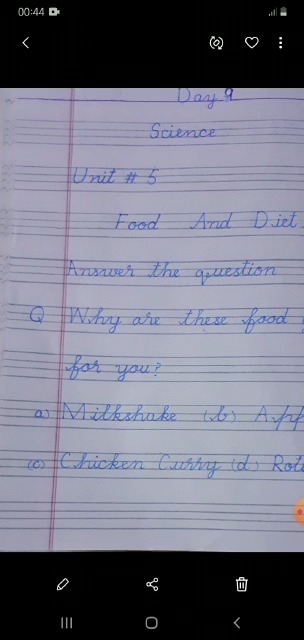 00:44
Day 9
Science
Unit # 5
Food And Diet
Answer the question
Q Why are these food
for you?
a) Milkshake (b)
(c) Chicken Curry (d)